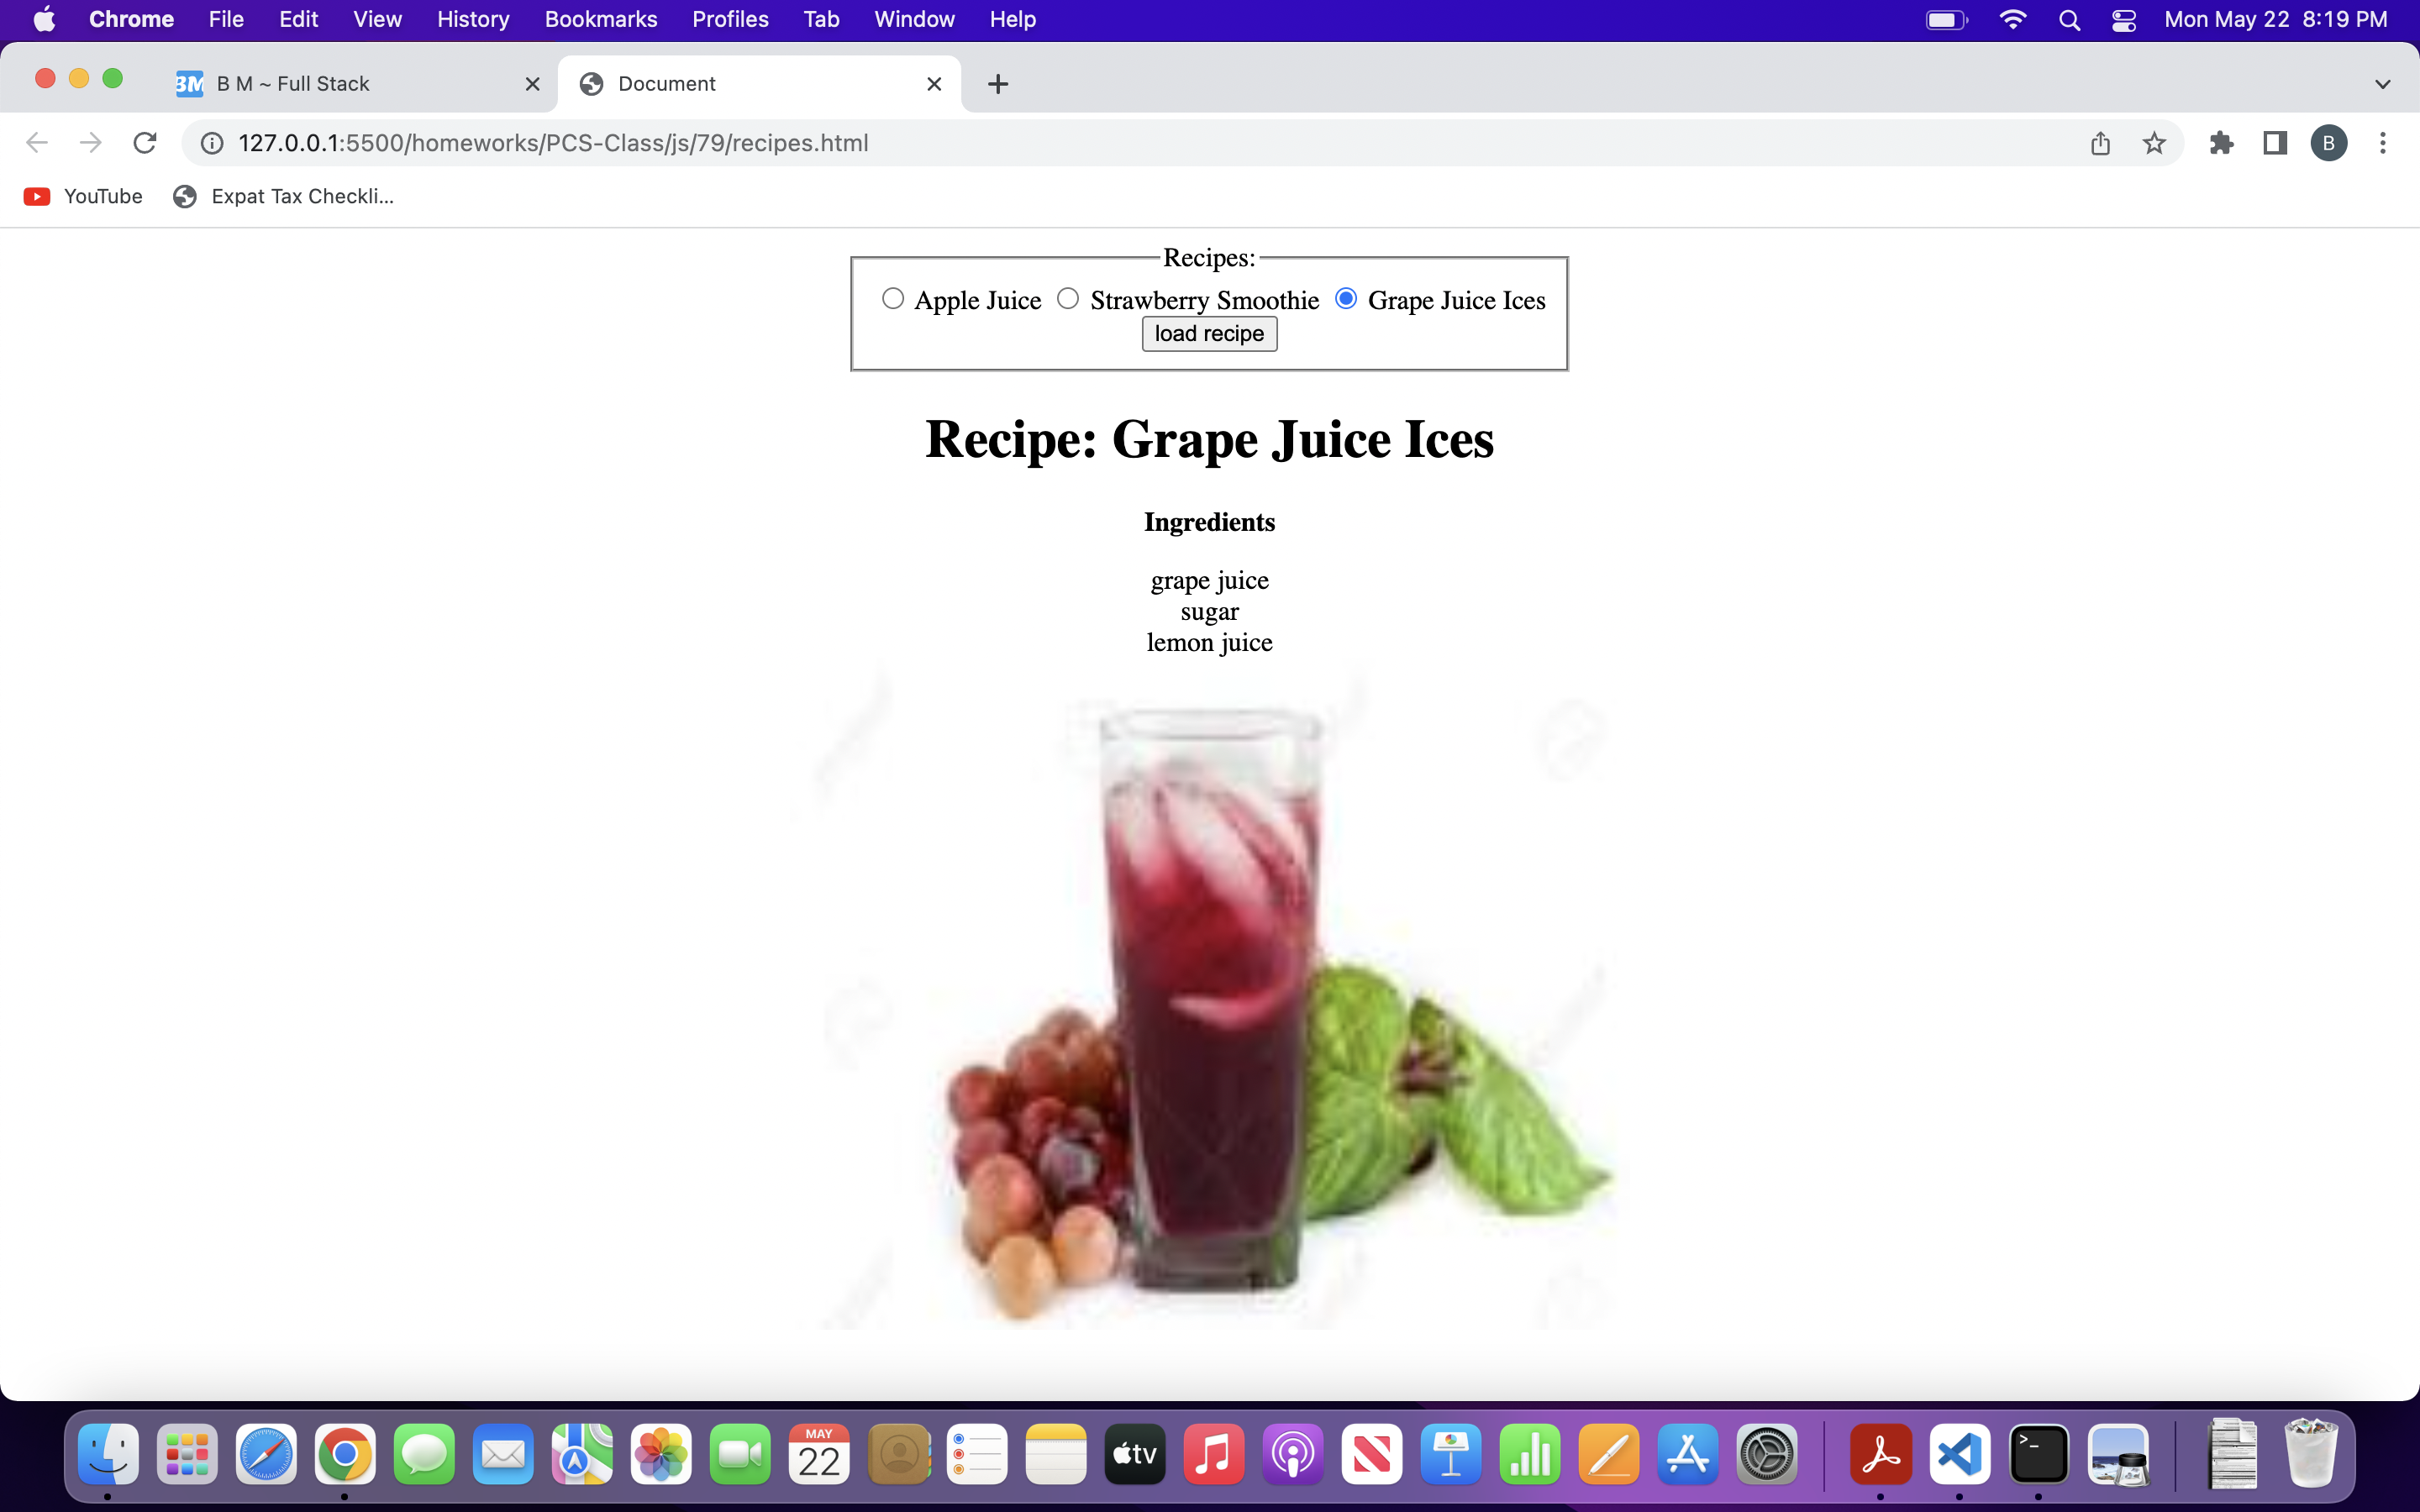 Chrome File Edit View History Bookmarks Profiles Tab Window Help Mon May 22 8:19 PM
BM B M ~ Full Stack Document
127.0.0.1:5500/homeworks/PCS-Class/js/79/recipes.html B
YouTube Expat Tax Checkli...
Recipes:
Apple Juice Strawberry Smoothie Grape Juice Ices
load recipe
Recipe: Grape Juice Ices
Ingredients
grape juice
sugar
lemon juice
MAY
22
tv
>_